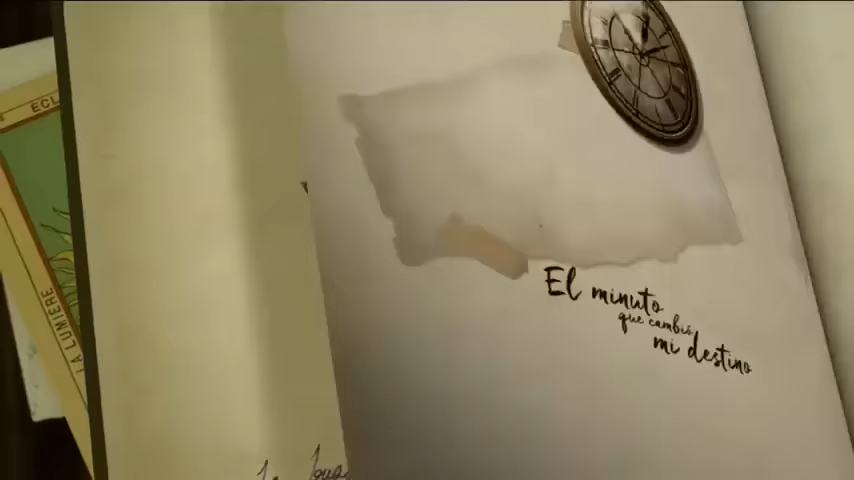 ECL
LA LUMIERE
El minuto
que cambió
mi destino